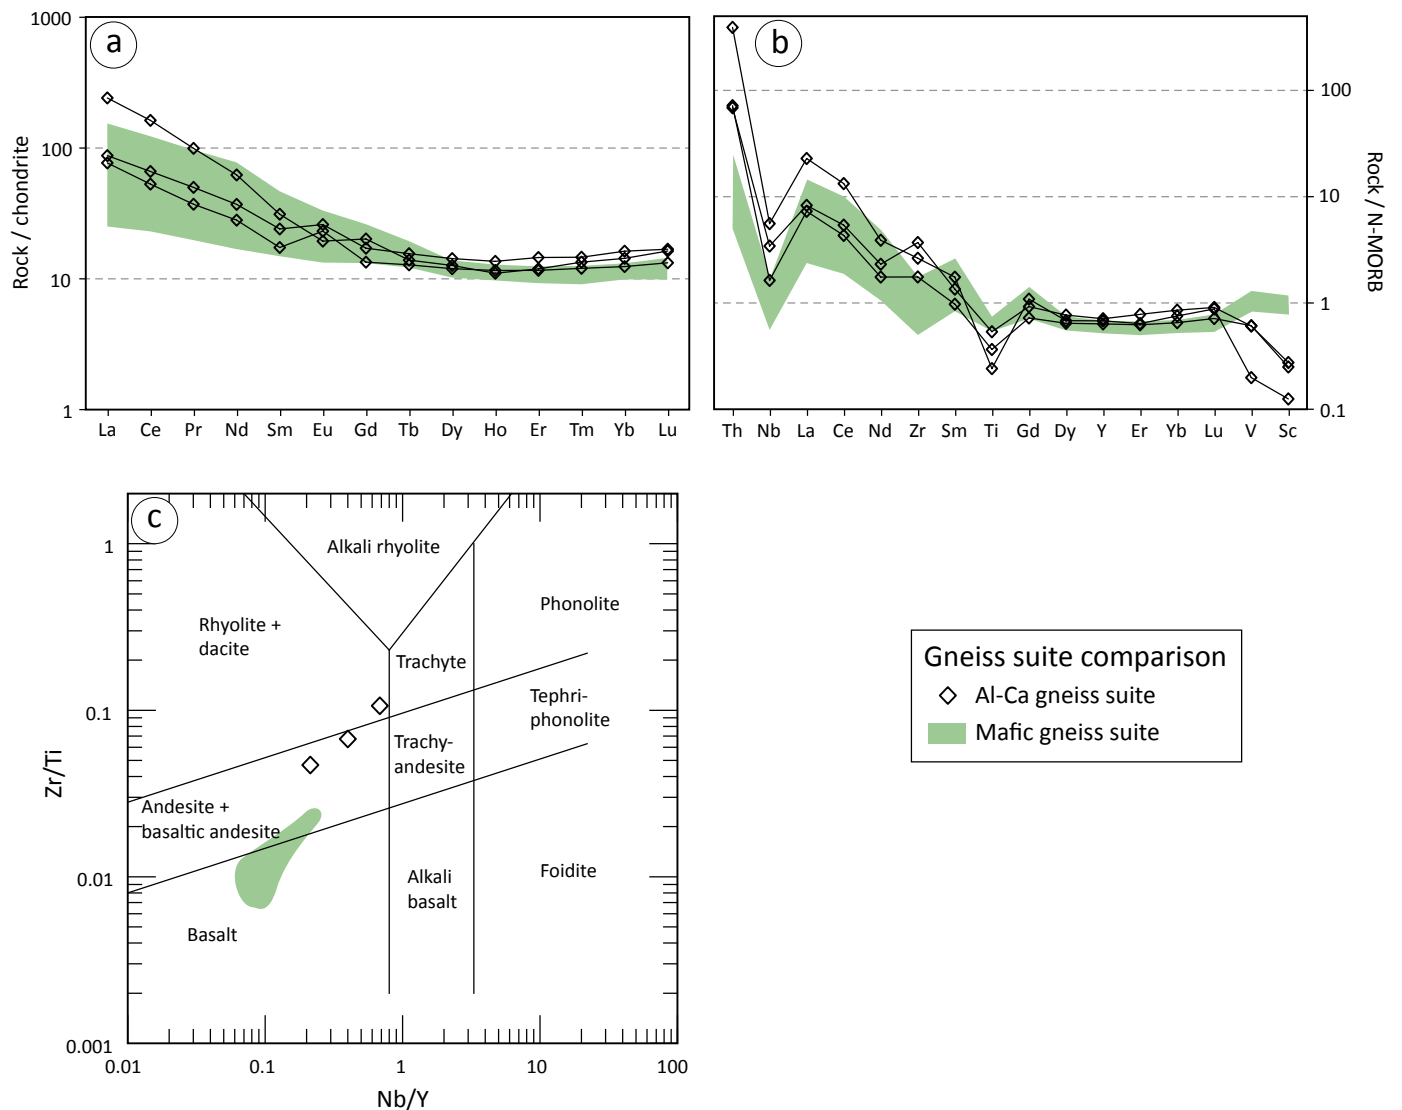 a
1000
100
10
1
Rock / chondrite
La Ce Pr Nd Sm Eu Gd Tb Dy Ho Er Tm Yb Lu
b
100
10
1
0.1
Rock / N-MORB
Th Nb La Ce Nd Zr Sm Ti Gd Dy Y Er Yb Lu V Sc
c
1
0.1
0.01
0.001
Zr/Ti
Alkali rhyolite
Phonolite
Rhyolite +
dacite
Trachyte
Tephri-
phonolite
Trachy-
andesite
Andesite +
basaltic andesite
Alkali
basalt
Foidite
Basalt
0.01 0.1 1 10 100
Nb/Y
Gneiss suite comparison
Al-Ca gneiss suite
Mafic gneiss suite